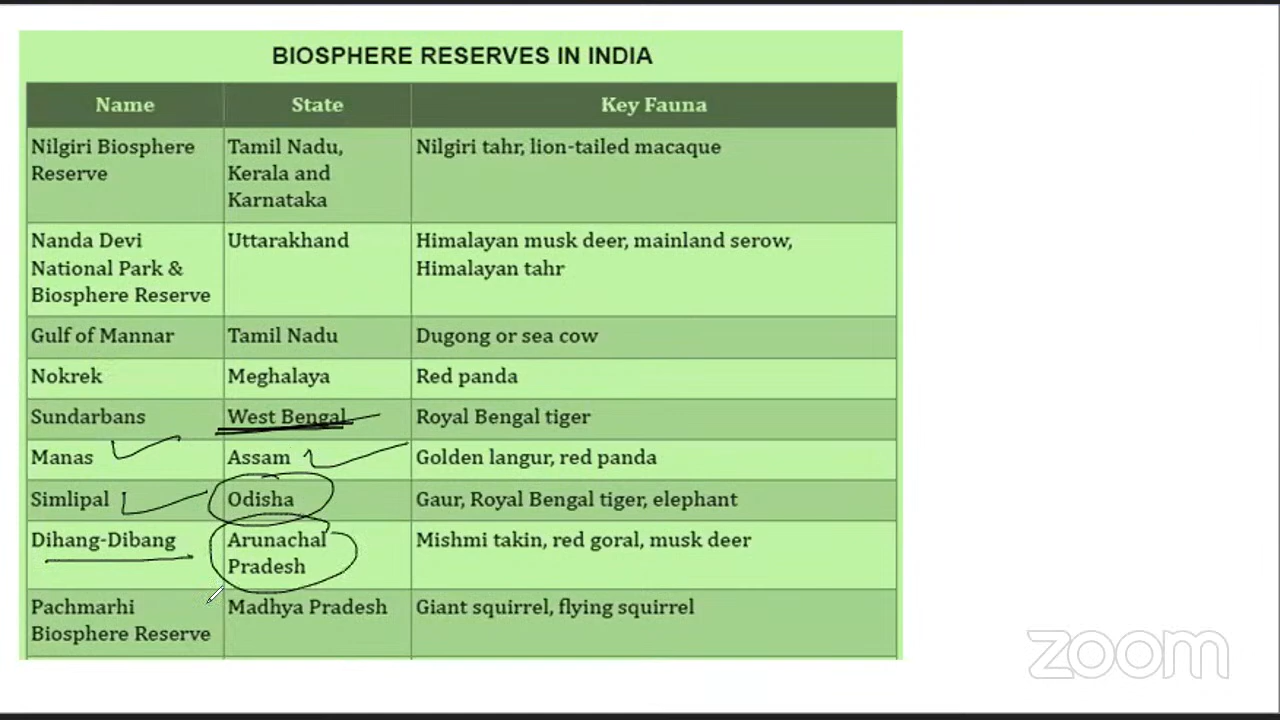 BIOSPHERE RESERVES IN INDIA
Name State Key Fauna
Nilgiri Biosphere Tamil Nadu, Nilgiri tahr, lion-tailed macaque
Reserve Kerala and
Karnataka
Nanda Devi Uttarakhand Himalayan musk deer, mainland serow,
National Park & Himalayan tahr
Biosphere Reserve
Gulf of Mannar Tamil Nadu Dugong or sea cow
Nokrek Meghalaya Red panda
Sundarbans West Bengal Royal Bengal tiger
Manas Assam Golden langur, red panda
Simlipal Odisha Gaur, Royal Bengal tiger, elephant
Dihang-Dibang Arunachal Mishmi takin, red goral, musk deer
Pradesh
Pachmarhi Madhya Pradesh Giant squirrel, flying squirrel
Biosphere Reserve
zoom